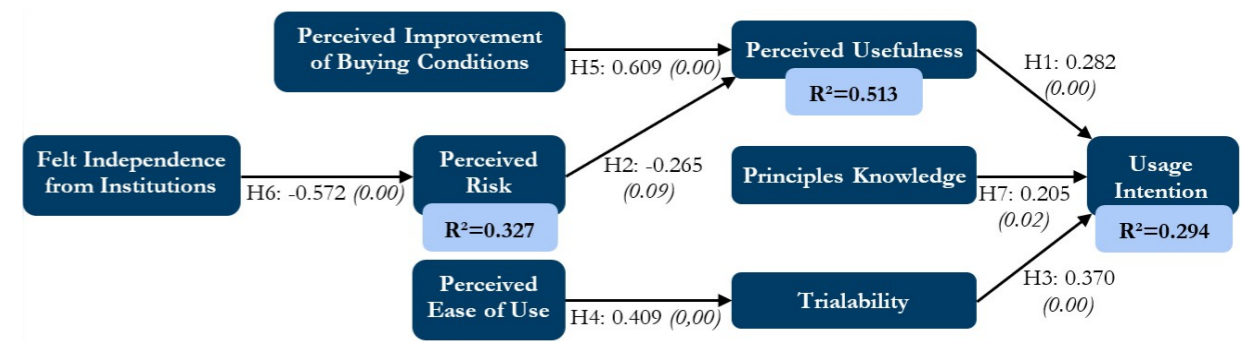 Perceived Improvement
of Buying Conditions
H5: 0.609 (0.00)
Perceived Usefulness
R²=0.513
H1: 0.282
(0.00)
Felt Independence
from Institutions
H6: -0.572 (0.00)
Perceived
Risk
R²=0.327
H2: -0.265
(0.09)
Principles Knowledge
H7: 0.205
(0.02)
Usage
Intention
R²=0.294
Perceived
Ease of Use
H4: 0.409 (0,00)
Trialability
H3: 0.370
(0.00)